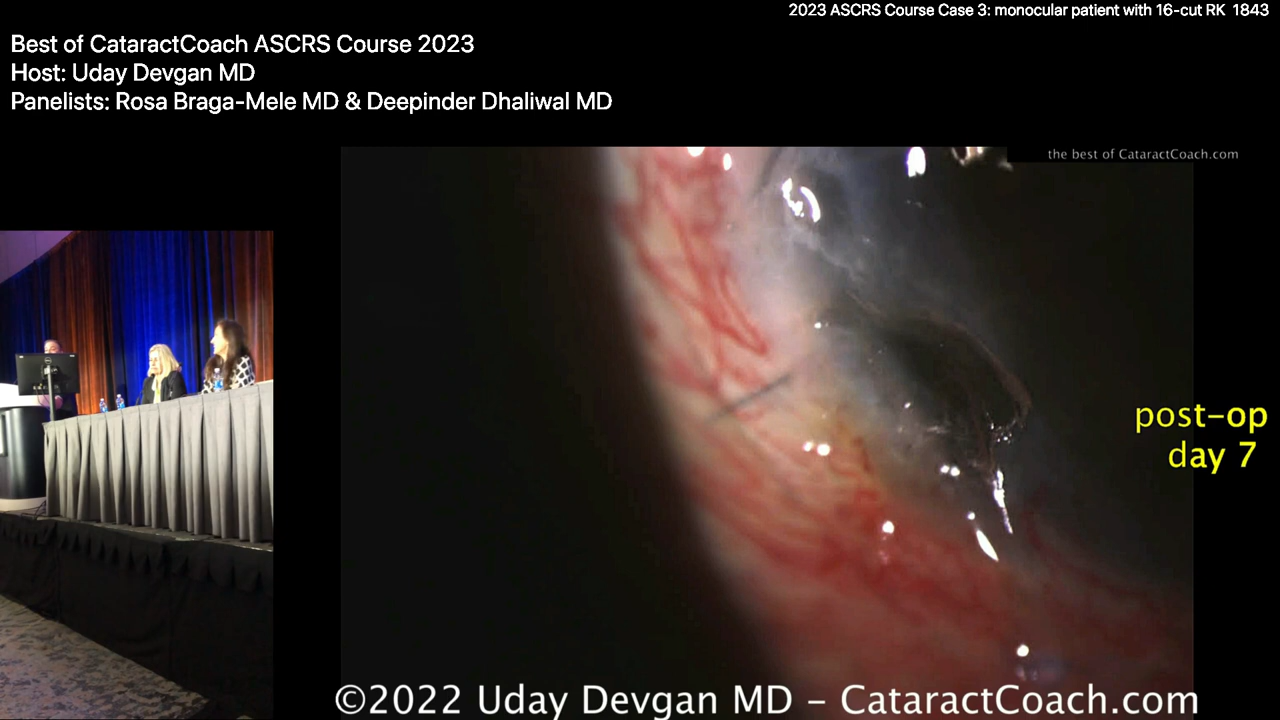 2023 ASCRS Course Case 3: monocular patient with 16-cut RK 1843
Best of CataractCoach ASCRS Course 2023
Host: Uday Devgan MD
Panelists: Rosa Braga-Mele MD & Deepinder Dhaliwal MD
the best of CataractCoach.com
post-op
day 7
©2022 Uday Devgan MD - CataractCoach.com